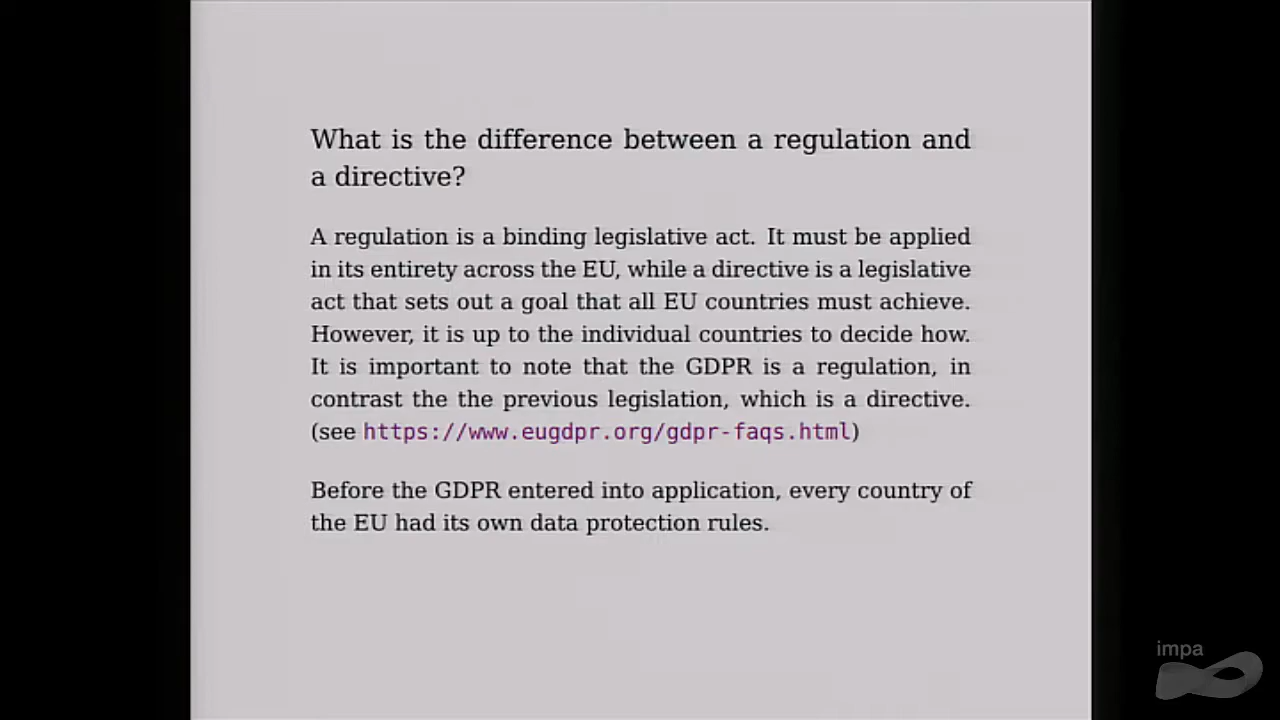 What is the difference between a regulation and
a directive?
A regulation is a binding legislative act. It must be applied
in its entirety across the EU, while a directive is a legislative
act that sets out a goal that all EU countries must achieve.
However, it is up to the individual countries to decide how.
It is important to note that the GDPR is a regulation, in
contrast the the previous legislation, which is a directive.
(see https://www.eugdpr.org/gdpr-faqs.html)
Before the GDPR entered into application, every country of
the EU had its own data protection rules.
impa